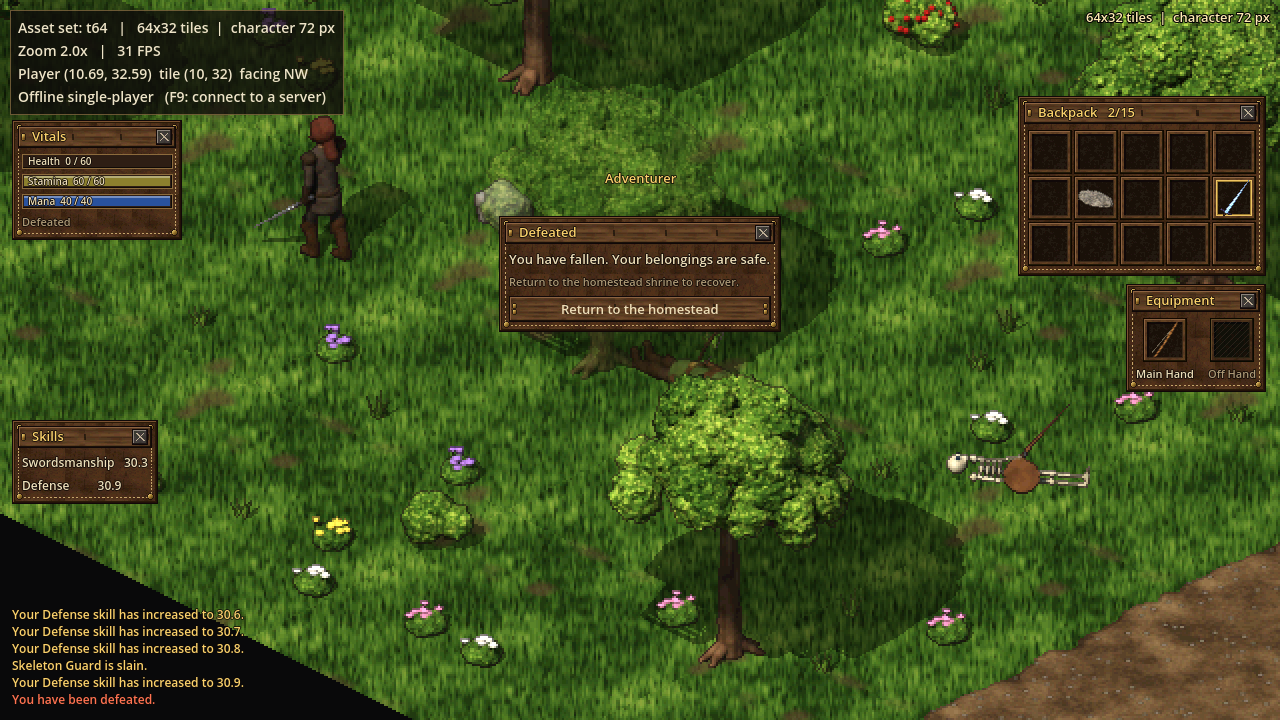 Asset set: t64 | 64x32 tiles | character 72 px
Zoom 2.0x | 31 FPS
Player (10.69, 32.59) tile (10, 32) facing NW
Offline single-player (F9: connect to a server)
64x32 tiles | character 72 px
Vitals
Health 0 / 60
Stamina 60 / 60
Mana 40 / 40
Defeated
Backpack 2/15
Adventurer
Defeated
You have fallen. Your belongings are safe.
Return to the homestead shrine to recover.
Return to the homestead
Equipment
Main Hand Off Hand
Skills
Swordsmanship 30.3
Defense 30.9
Your Defense skill has increased to 30.6.
Your Defense skill has increased to 30.7.
Your Defense skill has increased to 30.8.
Skeleton Guard is slain.
Your Defense skill has increased to 30.9.
You have been defeated.